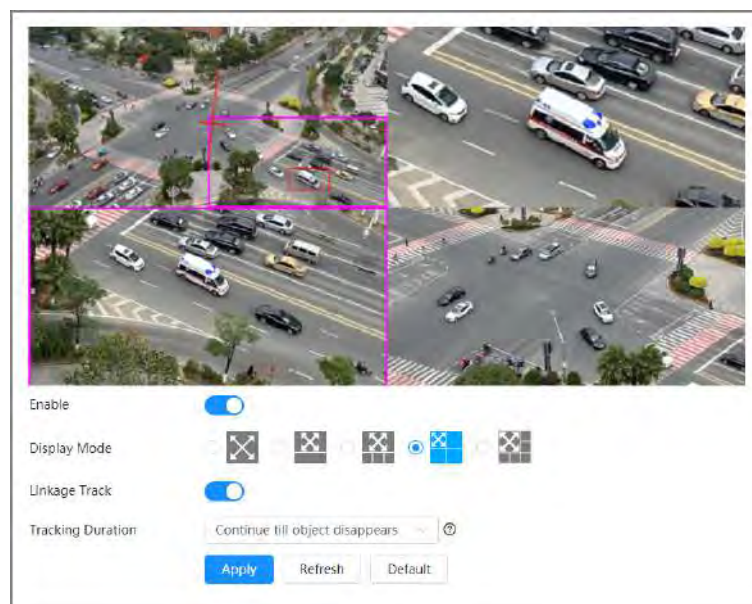 Enable
Display Mode
Linkage Track
Tracking Duration Continue till object disappears
Apply Refresh Default